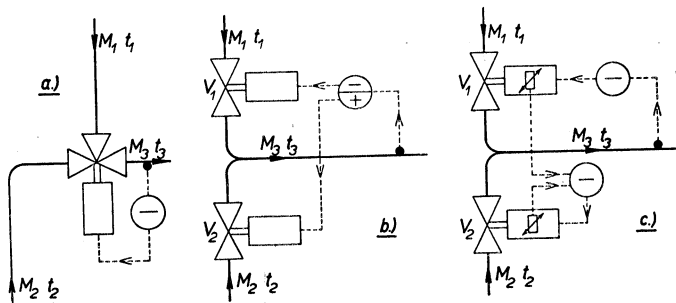 a.)
M₁ t₁
M₃ t₃
−
M₂ t₂
M₁ t₁
V₁
−
+
M₃ t₃
V₂
b.)
M₂ t₂
M₁ t₁
V₁
−
M₃ t₃
−
V₂
c.)
M₂ t₂